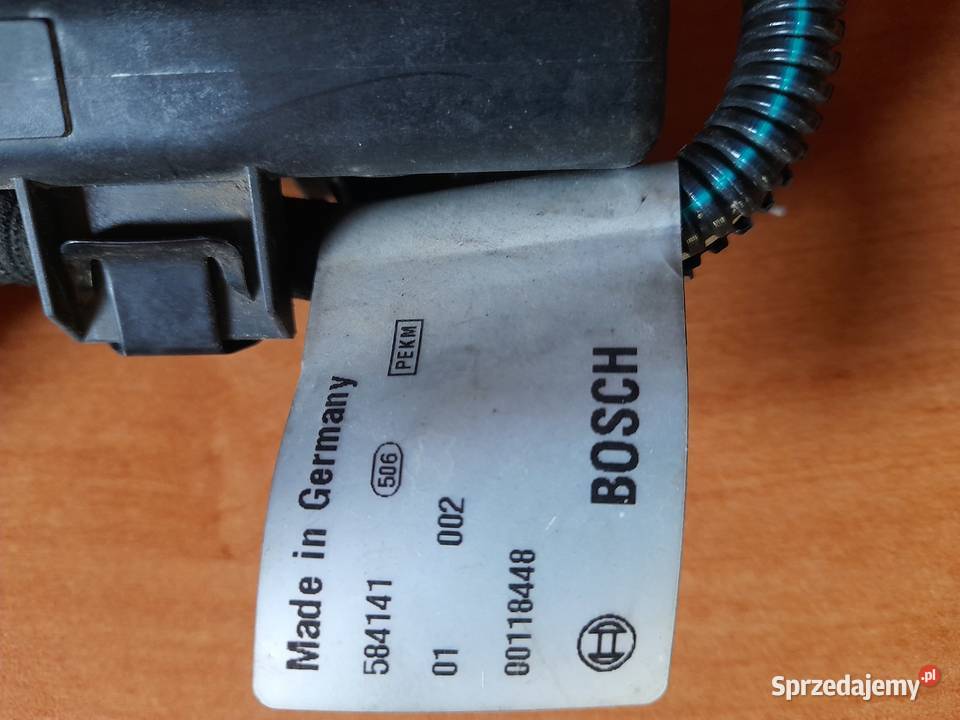 Made in Germany
584141 506 PEKM
01 002
00118448
BOSCH
Sprzedajemy.pl